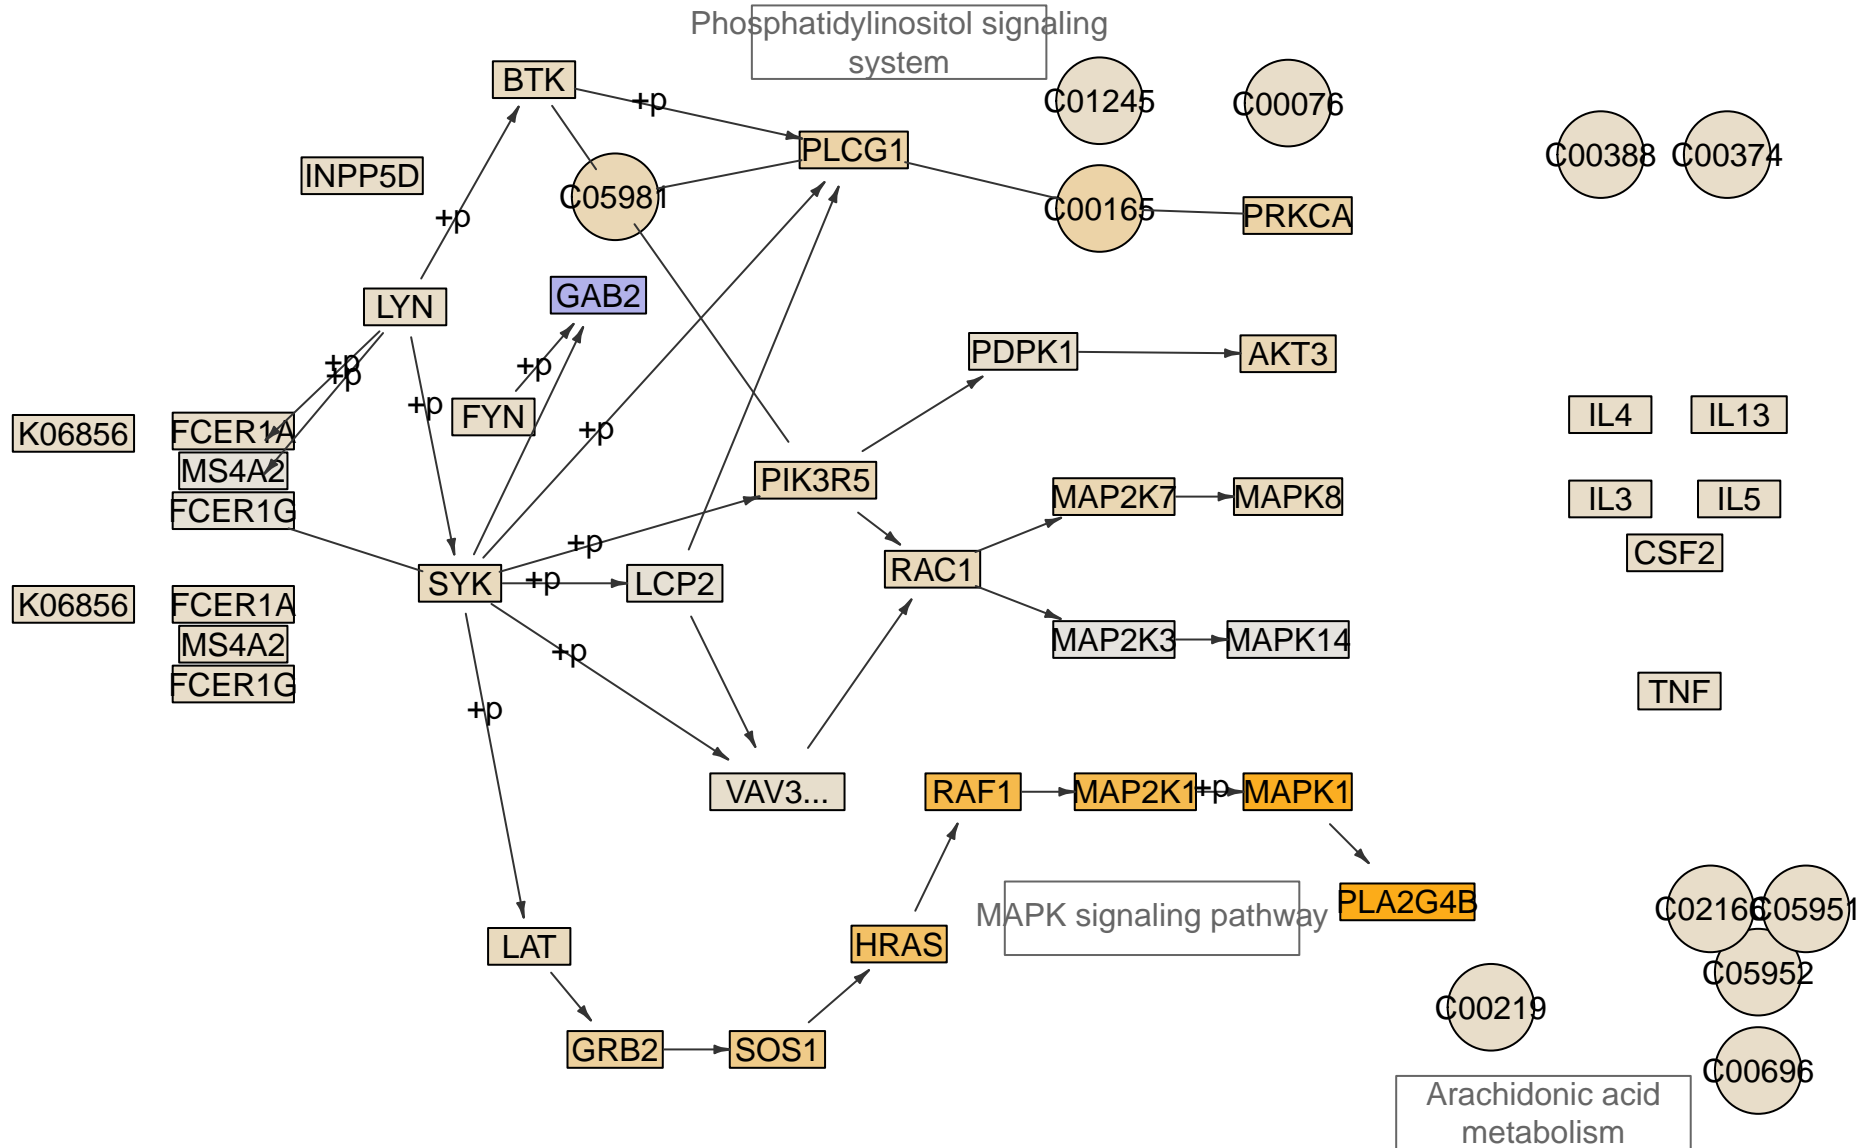 Phosphatidylinositol signaling
system
BTK
+p
C01245
C00076
PLCG1
C00388
C00374
INPP5D
C05981
+p
C00165
PRKCA
LYN
GAB2
PDPK1
AKT3
+p
+p
+p
+p
FYN
IL4
IL13
K06856
FCER1A
+p
MS4A2
PIK3R5
MAP2K7
MAPK8
IL3
IL5
FCER1G
+p
CSF2
SYK
+p
LCP2
RAC1
K06856
FCER1A
MS4A2
+p
MAP2K3
MAPK14
FCER1G
TNF
+p
VAV3...
RAF1
MAP2K1
+p
MAPK1
MAPK signaling pathway
PLA2G4B
C02166
C05951
LAT
HRAS
C05952
C00219
GRB2
SOS1
C00696
Arachidonic acid
metabolism